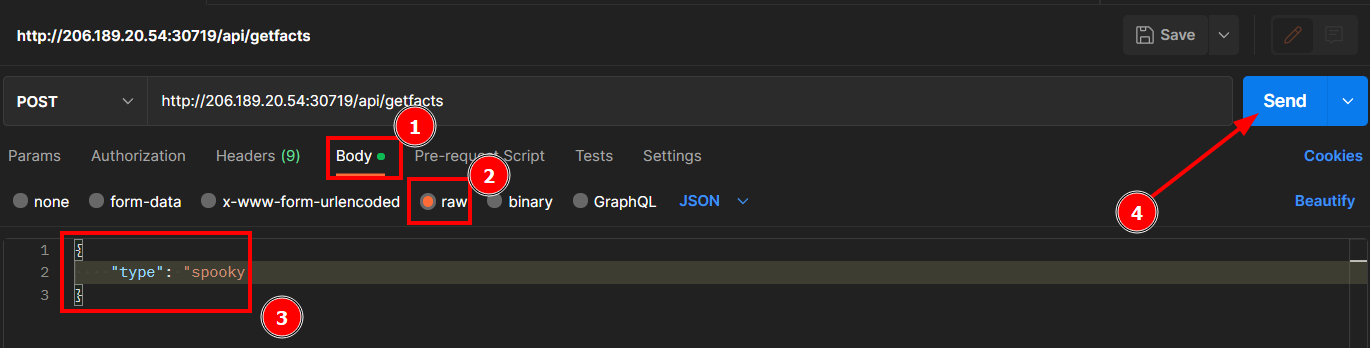 http://206.189.20.54:30719/api/getfacts
Save
POST
http://206.189.20.54:30719/api/getfacts
Send
1
Params Authorization Headers (9) Body Pre-request Script Tests Settings Cookies
2
none form-data x-www-form-urlencoded raw binary GraphQL JSON Beautify
4
1 {
2 "type": "spooky
3 }
3